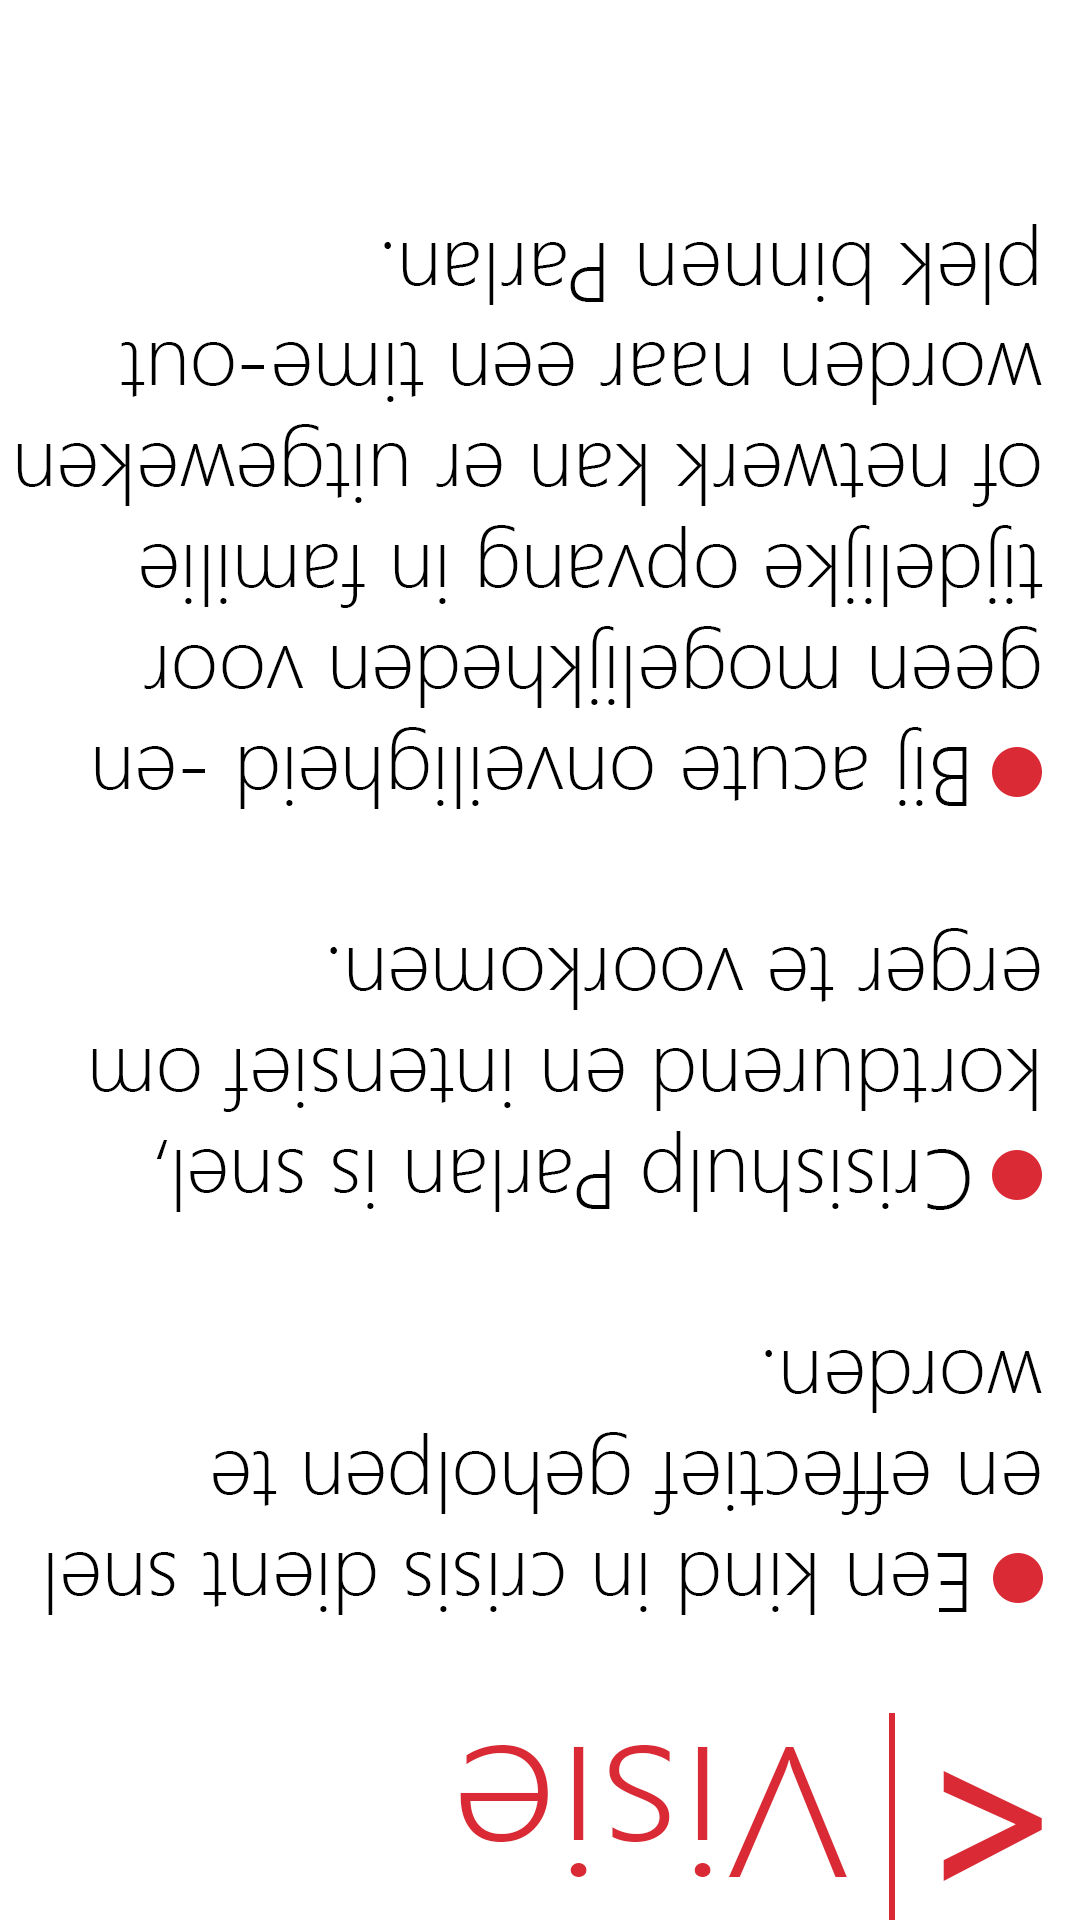 < Visie
● Een kind in crisis dient snel
en effectief geholpen te
worden.
● Crisishulp Parlan is snel,
kortdurend en intensief om
erger te voorkomen.
● Bij acute onveiligheid -en
geen mogelijkheden voor
tijdelijke opvang in familie
of netwerk kan er uitgeweken
worden naar een time-out
plek binnen Parlan.